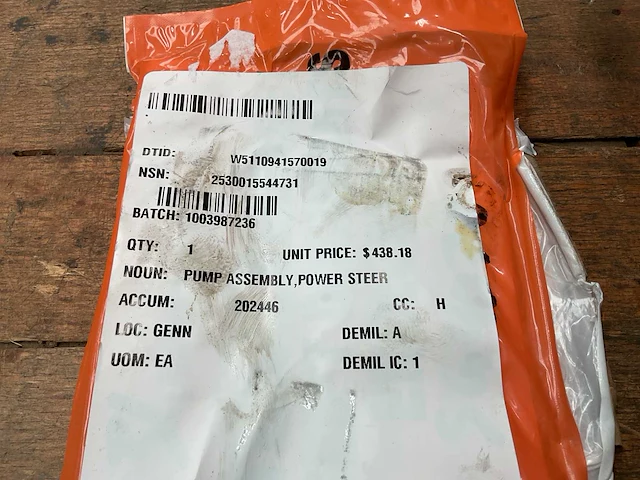 DTID: W5110941570019
NSN: 2530015544731
BATCH: 1003987236
QTY: 1 UNIT PRICE: $438.18
NOUN: PUMP ASSEMBLY,POWER STEER
ACCUM: 202446 CC: H
LOC: GENN DEMIL: A
UOM: EA DEMIL IC: 1